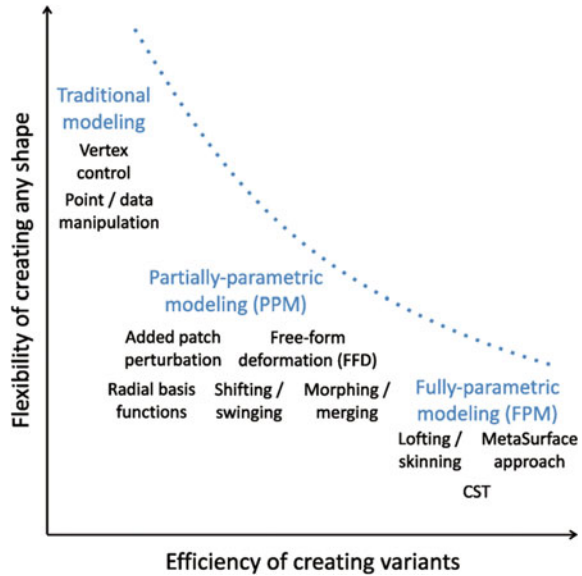 Flexibility of creating any shape
Traditional
modeling
Vertex
control
Point / data
manipulation
Partially-parametric
modeling (PPM)
Added patch
perturbation
Free-form
deformation (FFD)
Radial basis
functions
Shifting /
swinging
Morphing /
merging
Fully-parametric
modeling (FPM)
Lofting /
skinning
MetaSurface
approach
CST
Efficiency of creating variants